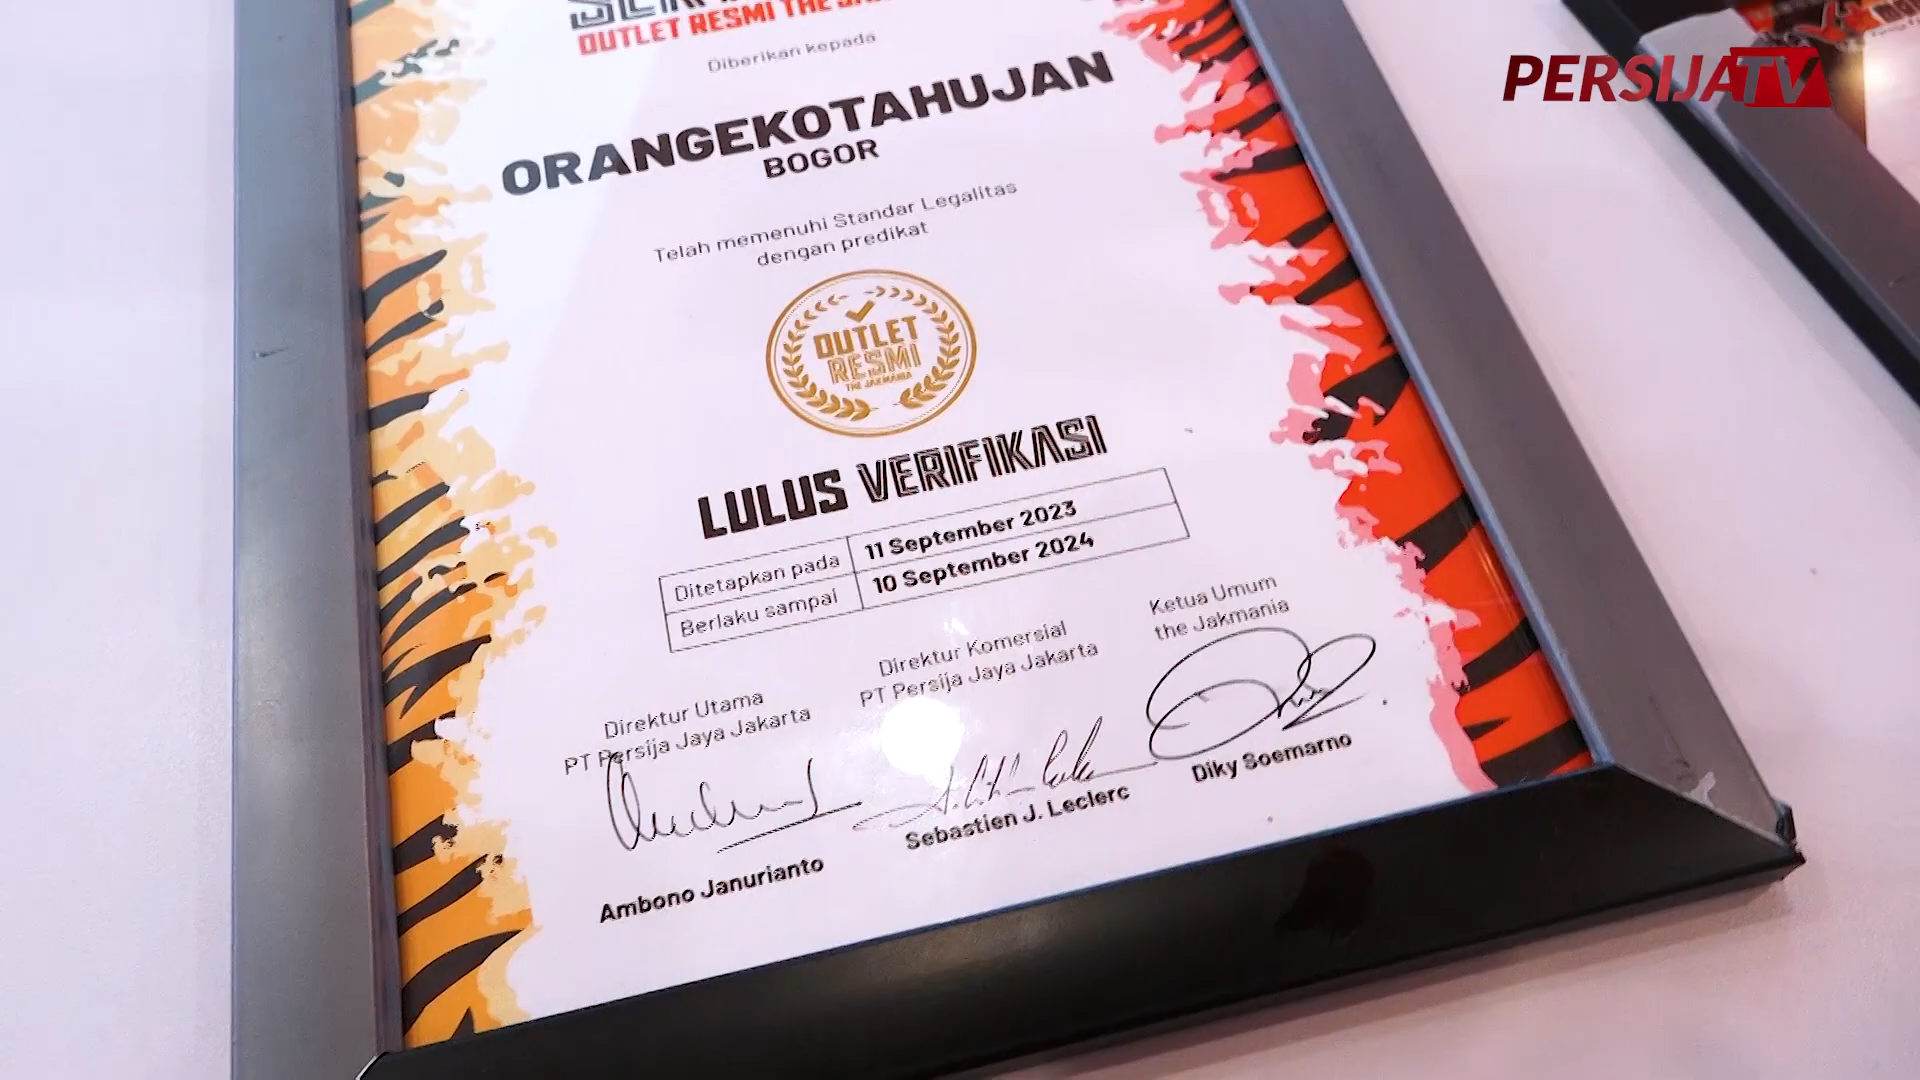 OUTLET RESMI THE
Diberikan kepada
ORANGEKOTAHUJAN
BOGOR
Telah memenuhi Standar Legalitas
dengan predikat
OUTLET
RESMI
THE JAKMANIA
LULUS VERIFIKASI
Ditetapkan pada 11 September 2023
Berlaku sampai 10 September 2024
Direktur Utama
PT Persija Jaya Jakarta
Ambono Janurianto
Direktur Komersial
PT Persija Jaya Jakarta
Sebastien J. Leclerc
Ketua Umum
the Jakmania
Diky Soemarno
PERSIJATV